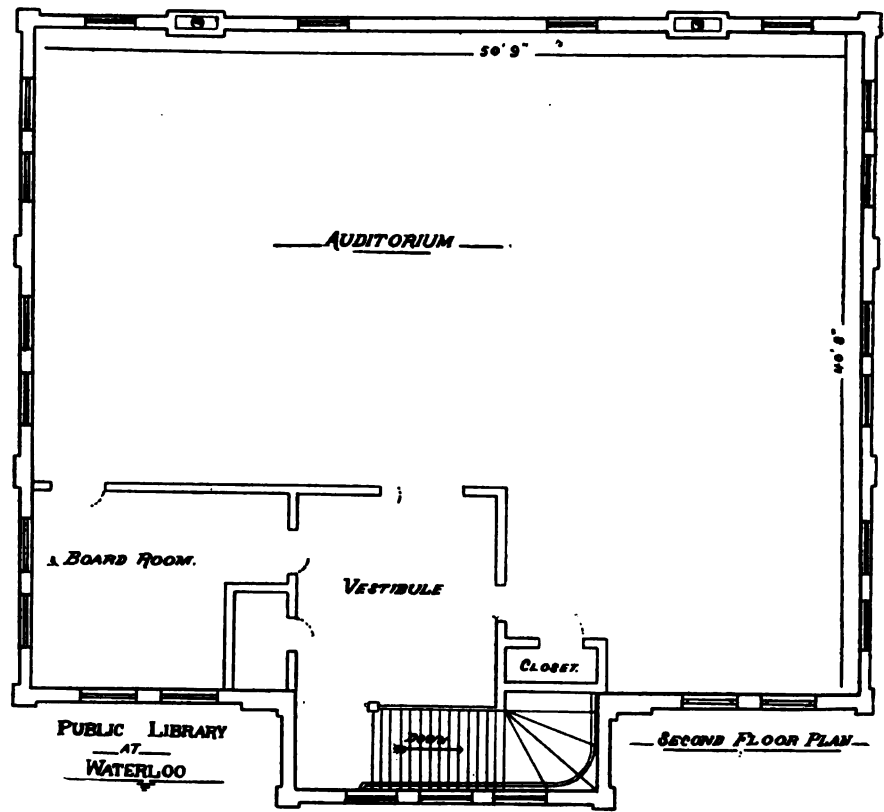 50' 9"
AUDITORIUM
40' 8"
BOARD ROOM.
VESTIBULE
CLOSET.
DOWN
PUBLIC LIBRARY
AT
WATERLOO
SECOND FLOOR PLAN